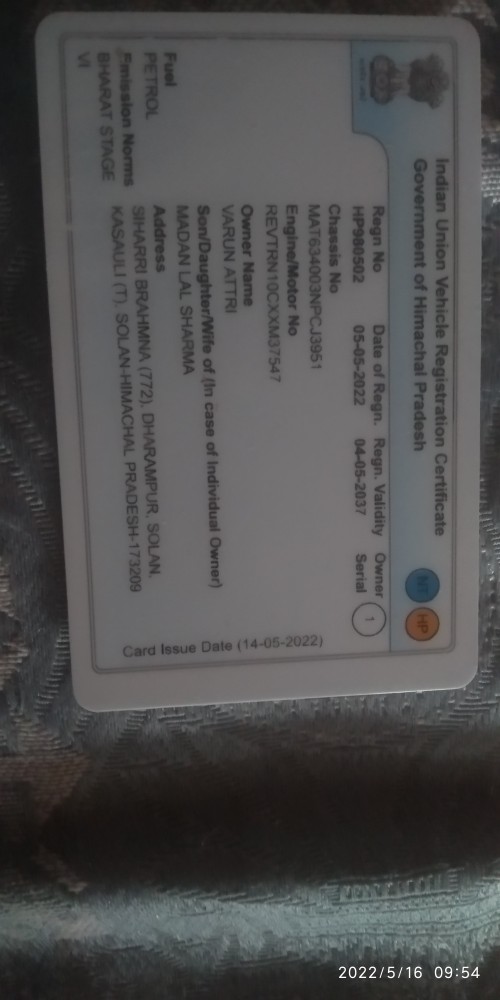 Indian Union Vehicle Registration Certificate
Government of Himachal Pradesh
NT HP
Regn No Date of Regn. Regn. Validity Owner Serial
HP980502 05-05-2022 04-05-2037 1
Chassis No
MAT634003NPCJ3951
Engine/Motor No
REVTRN10CXXM37547
Owner Name
VARUN ATTRI
Son/Daughter/Wife of (In case of Individual Owner)
MADAN LAL SHARMA
Address
SIHARRI BRAHMNA (772), DHARAMPUR, SOLAN,
KASAULI (T), SOLAN-HIMACHAL PRADESH-173209
Fuel
PETROL
Emission Norms
BHARAT STAGE
VI
Card Issue Date (14-05-2022)
2022/5/16 09:54